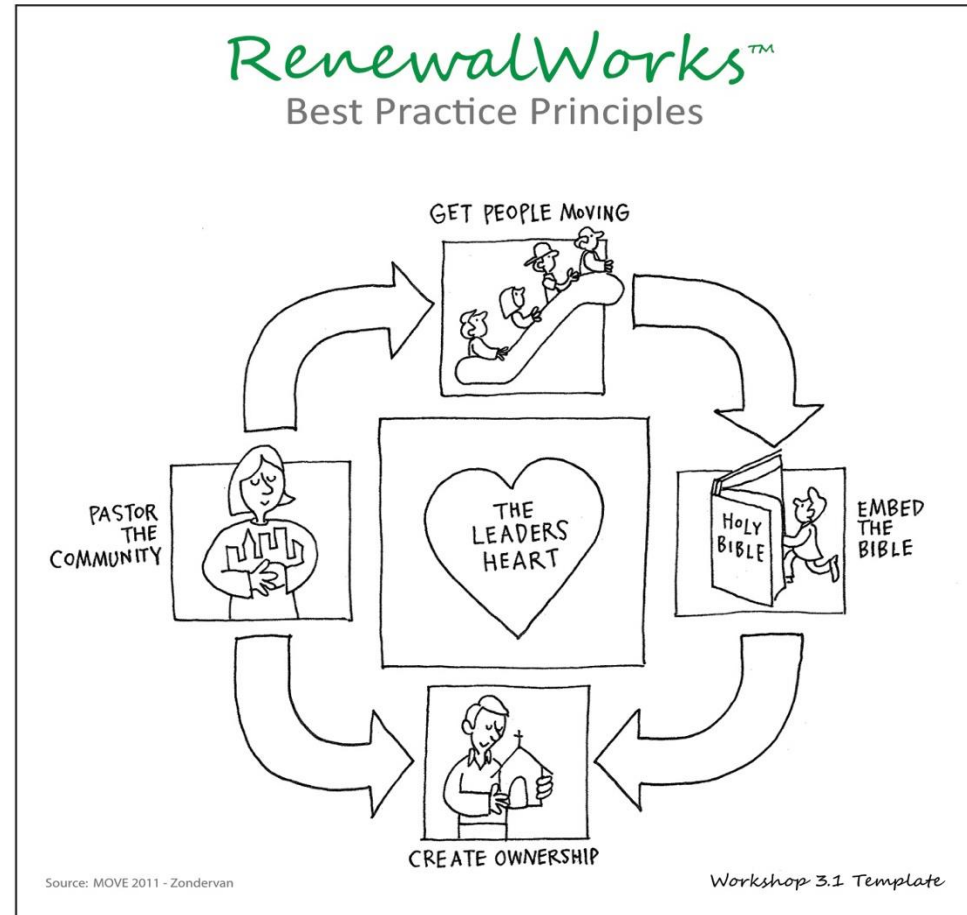 RenewalWorks™
Best Practice Principles
GET PEOPLE MOVING
PASTOR
THE
COMMUNITY
THE
LEADERS
HEART
HOLY
BIBLE
EMBED
THE
BIBLE
CREATE OWNERSHIP
Source: MOVE 2011 - Zondervan
Workshop 3.1 Template